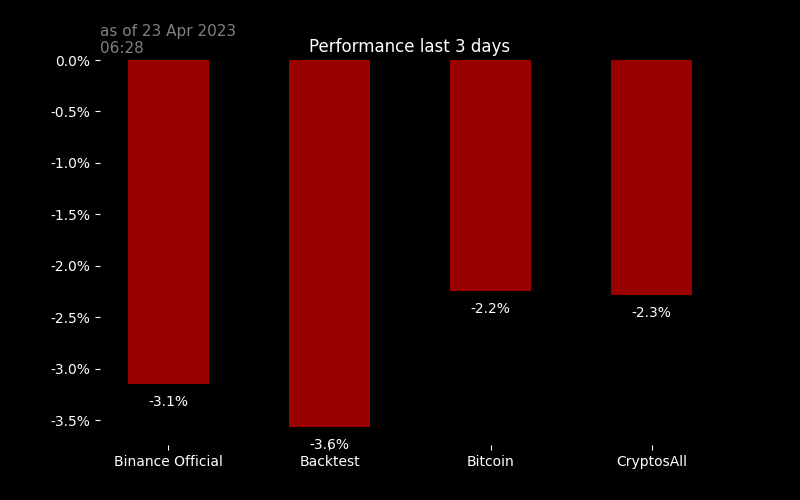 as of 23 Apr 2023
06:28
Performance last 3 days
0.0%
-0.5%
-1.0%
-1.5%
-2.0%
-2.5%
-3.0%
-3.5%
-3.1%
-3.6%
-2.2%
-2.3%
Binance Official
Backtest
Bitcoin
CryptosAll